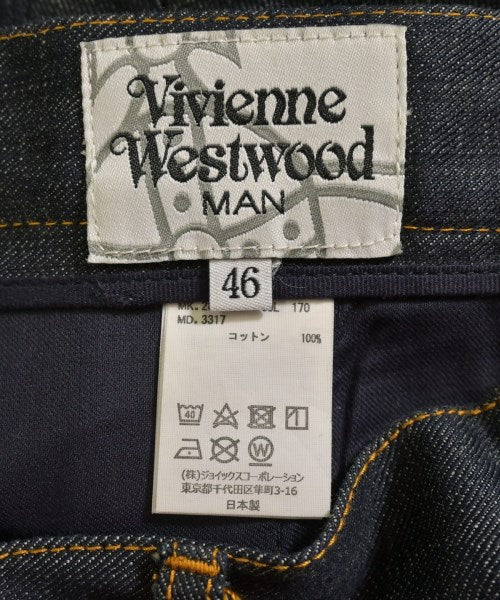 Vivienne
Westwood
MAN
46
170
MD. 3317
コットン 100%
40
W
(株)ジョイックスコーポレーション
東京都千代田区隼町3-16
日本製